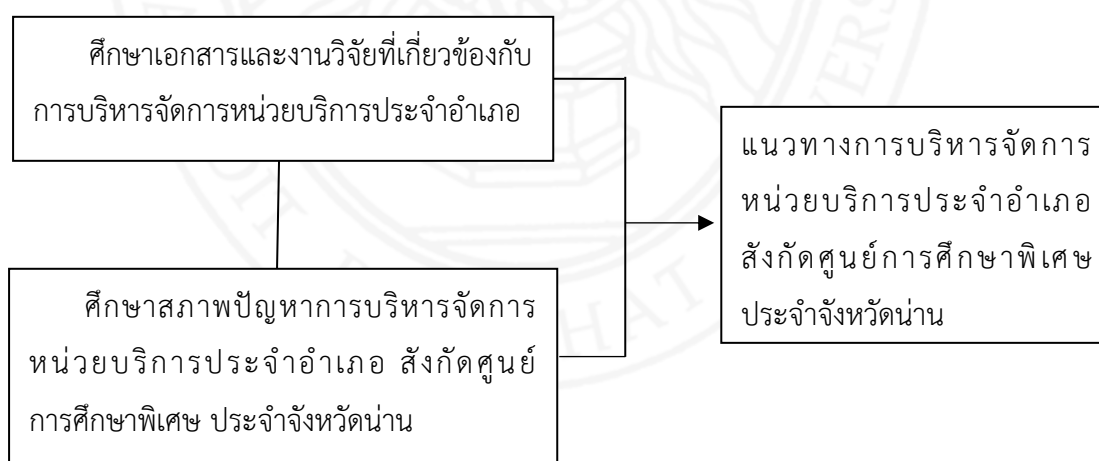 ศึกษาเอกสารและงานวิจัยที่เกี่ยวข้องกับ
การบริหารจัดการหน่วยบริการประจำอำเภอ
ศึกษาสภาพปัญหาการบริหารจัดการ
หน่วยบริการประจำอำเภอ สังกัดศูนย์
การศึกษาพิเศษ ประจำจังหวัดน่าน
แนวทางการบริหารจัดการ
หน่วยบริการประจำอำเภอ
สังกัดศูนย์การศึกษาพิเศษ
ประจำจังหวัดน่าน